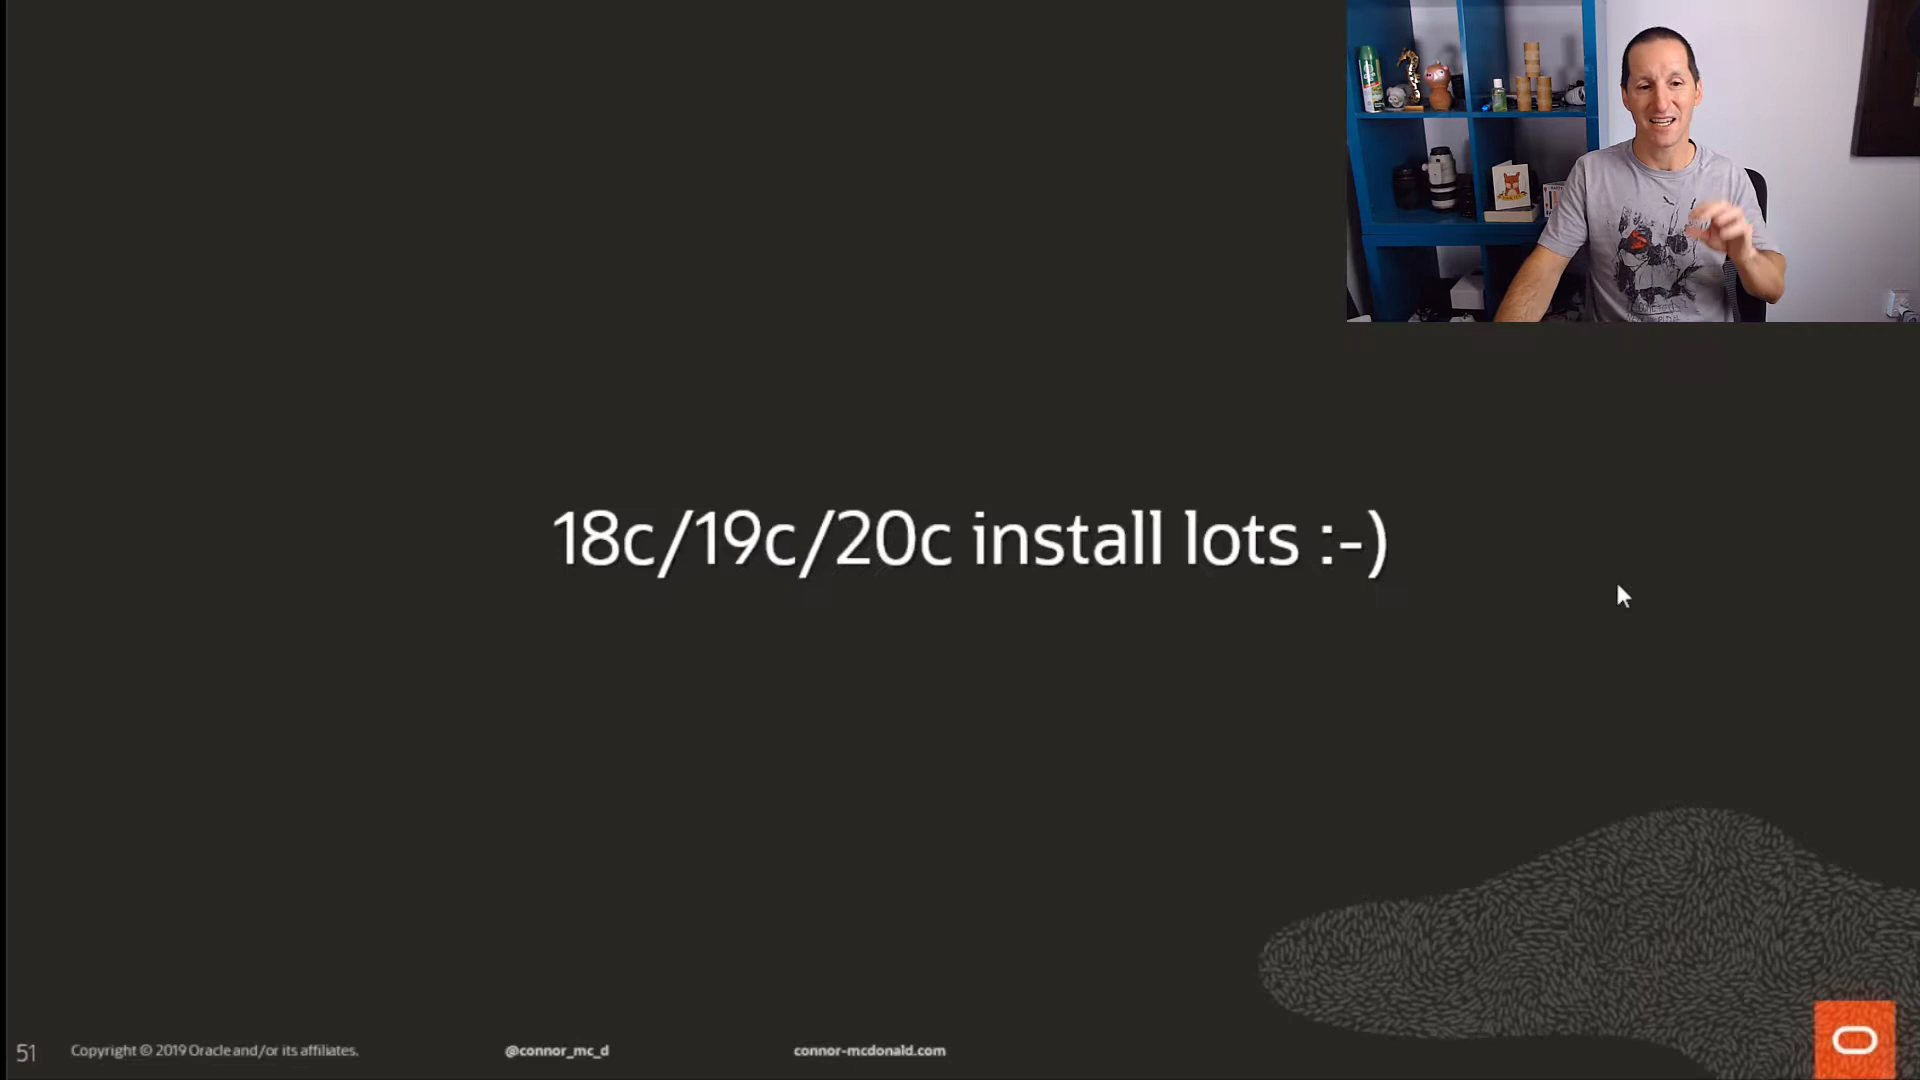 18c/19c/20c install lots :-)
51 Copyright © 2019 Oracle and/or its affiliates. @connor_mc_d connor-mcdonald.com